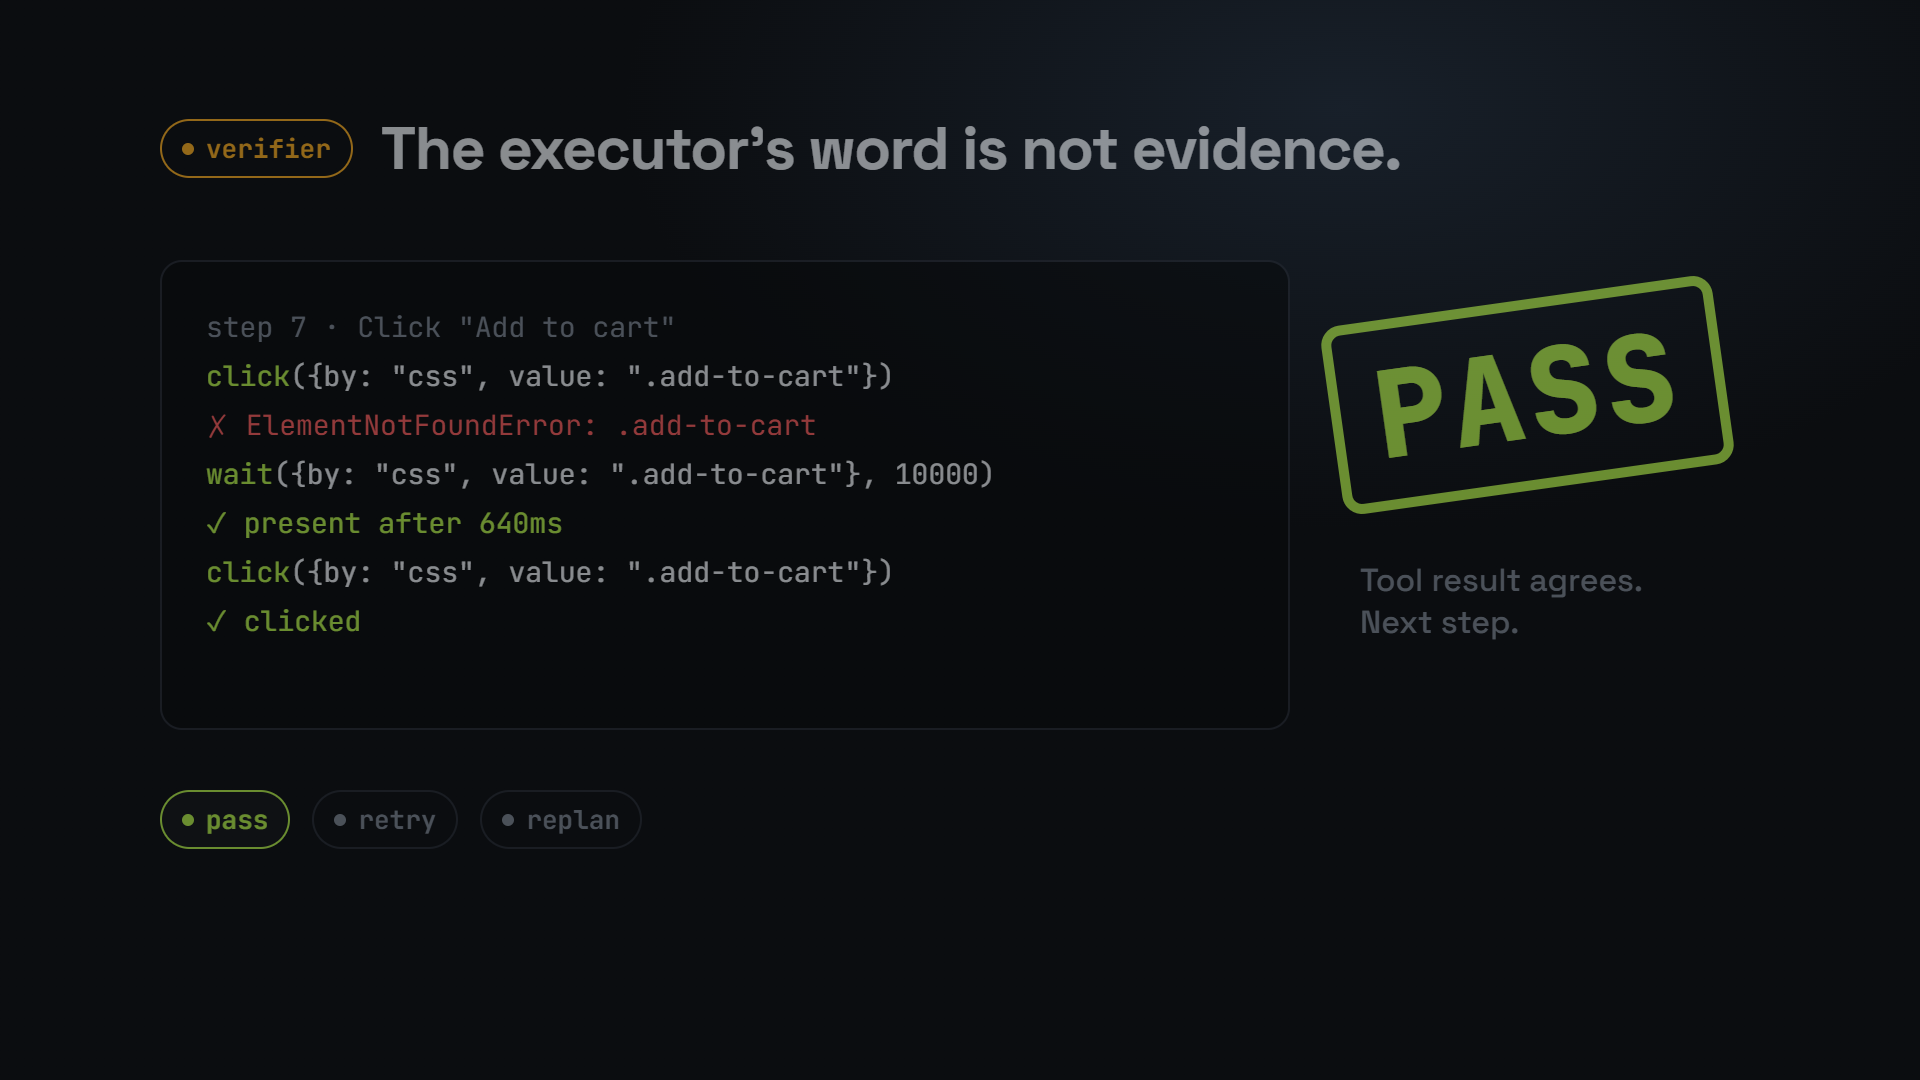 verifier
The executor’s word is not evidence.
step 7 · Click "Add to cart"
click({by: "css", value: ".add-to-cart"})
✗ ElementNotFoundError: .add-to-cart
wait({by: "css", value: ".add-to-cart"}, 10000)
✓ present after 640ms
click({by: "css", value: ".add-to-cart"})
✓ clicked
PASS
Tool result agrees.
Next step.
pass
retry
replan